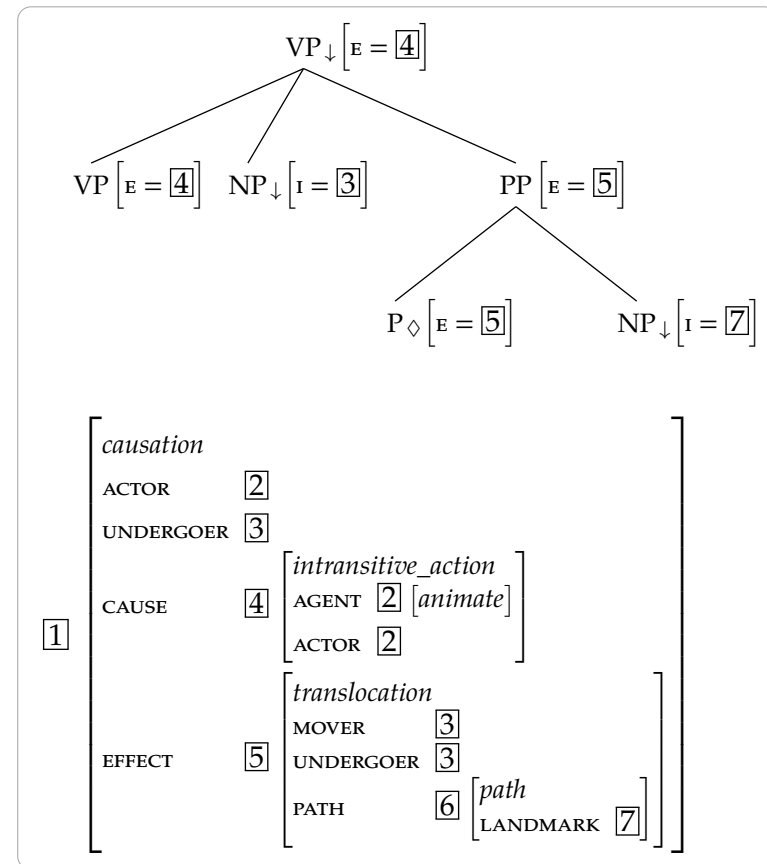 VP↓[E = 4]
VP [E = 4] NP↓[I = 3] PP [E = 5]
P◇[E = 5] NP↓[I = 7]
causation
ACTOR 2
UNDERGOER 3
intransitive_action
CAUSE 4 AGENT 2 [animate]
ACTOR 2
1
translocation
MOVER 3
EFFECT 5 UNDERGOER 3
path
PATH 6
LANDMARK 7